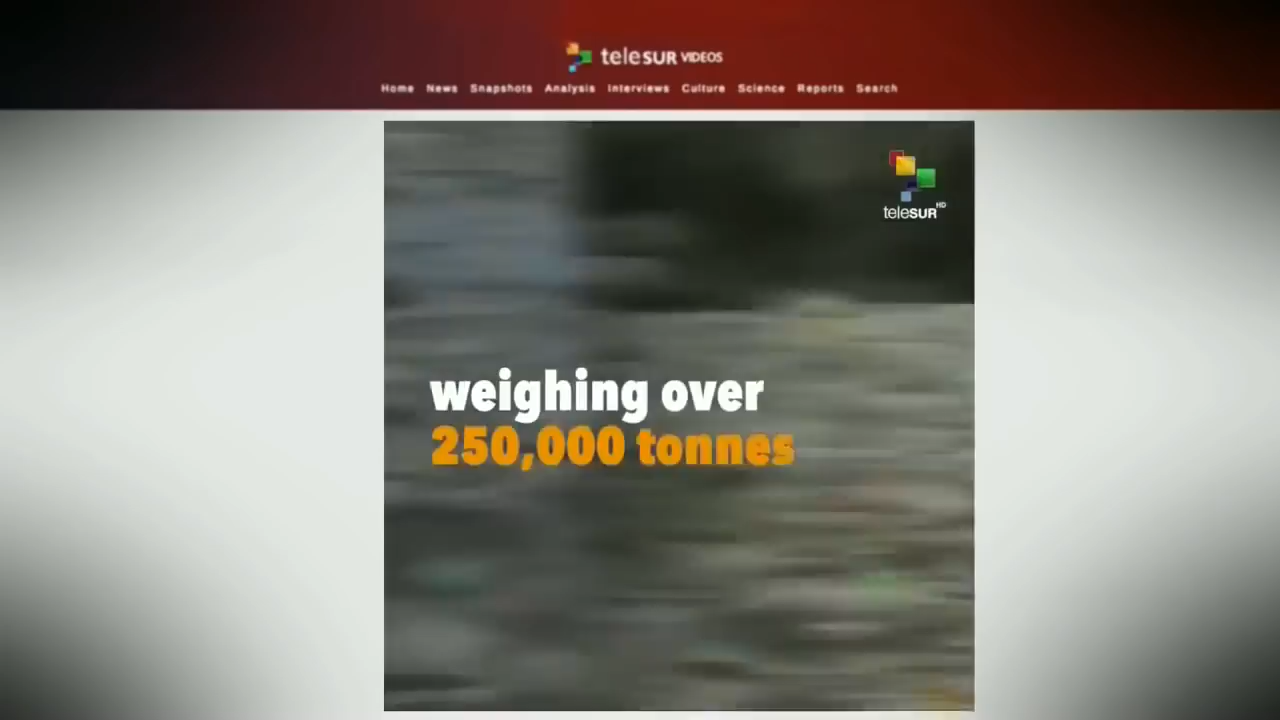 teleSUR VIDEOS
Home News Snapshots Analysis Interviews Culture Science Reports Search
teleSUR HD
weighing over
250,000 tonnes